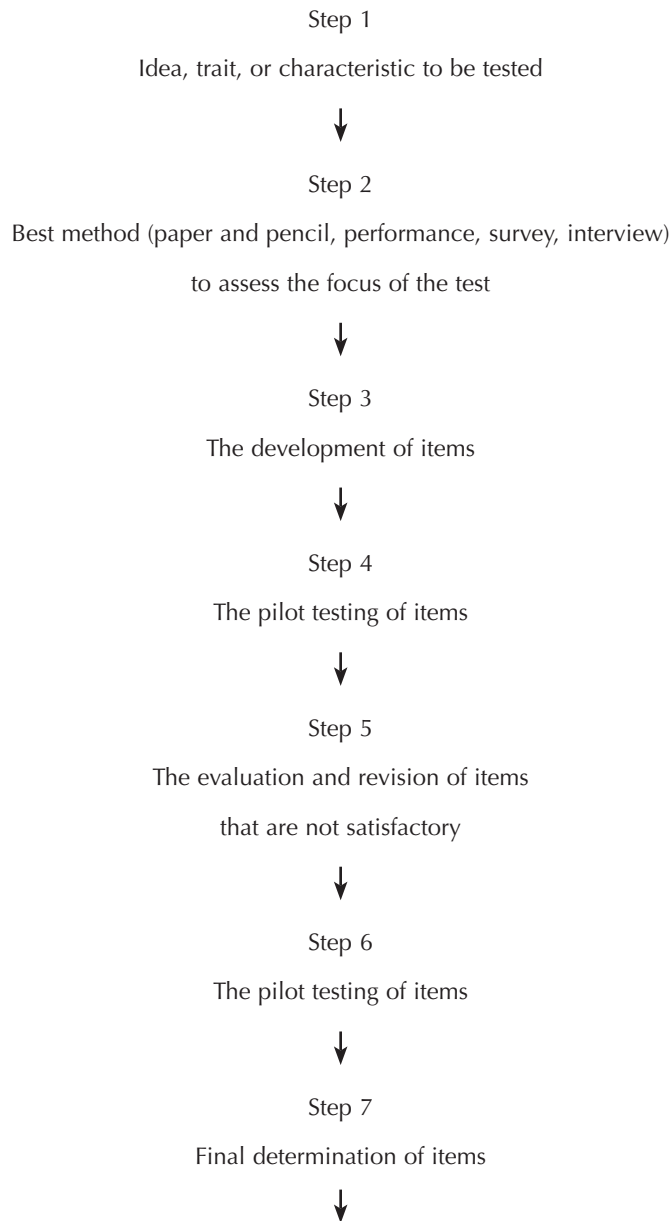 Step 1
Idea, trait, or characteristic to be tested
Step 2
Best method (paper and pencil, performance, survey, interview)
to assess the focus of the test
Step 3
The development of items
Step 4
The pilot testing of items
Step 5
The evaluation and revision of items
that are not satisfactory
Step 6
The pilot testing of items
Step 7
Final determination of items